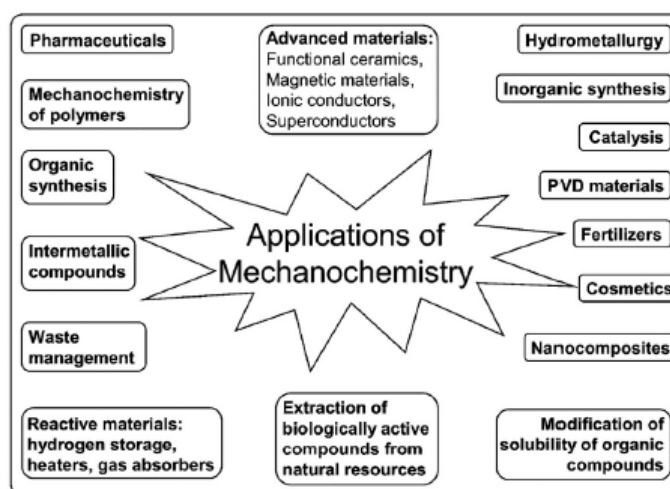 Pharmaceuticals
Mechanochemistry
of polymers
Organic
synthesis
Intermetallic
compounds
Waste
management
Reactive materials:
hydrogen storage,
heaters, gas absorbers
Advanced materials:
Functional ceramics,
Magnetic materials,
Ionic conductors,
Superconductors
Applications of
Mechanochemistry
Extraction of
biologically active
compounds from
natural resources
Hydrometallurgy
Inorganic synthesis
Catalysis
PVD materials
Fertilizers
Cosmetics
Nanocomposites
Modification of
solubility of organic
compounds